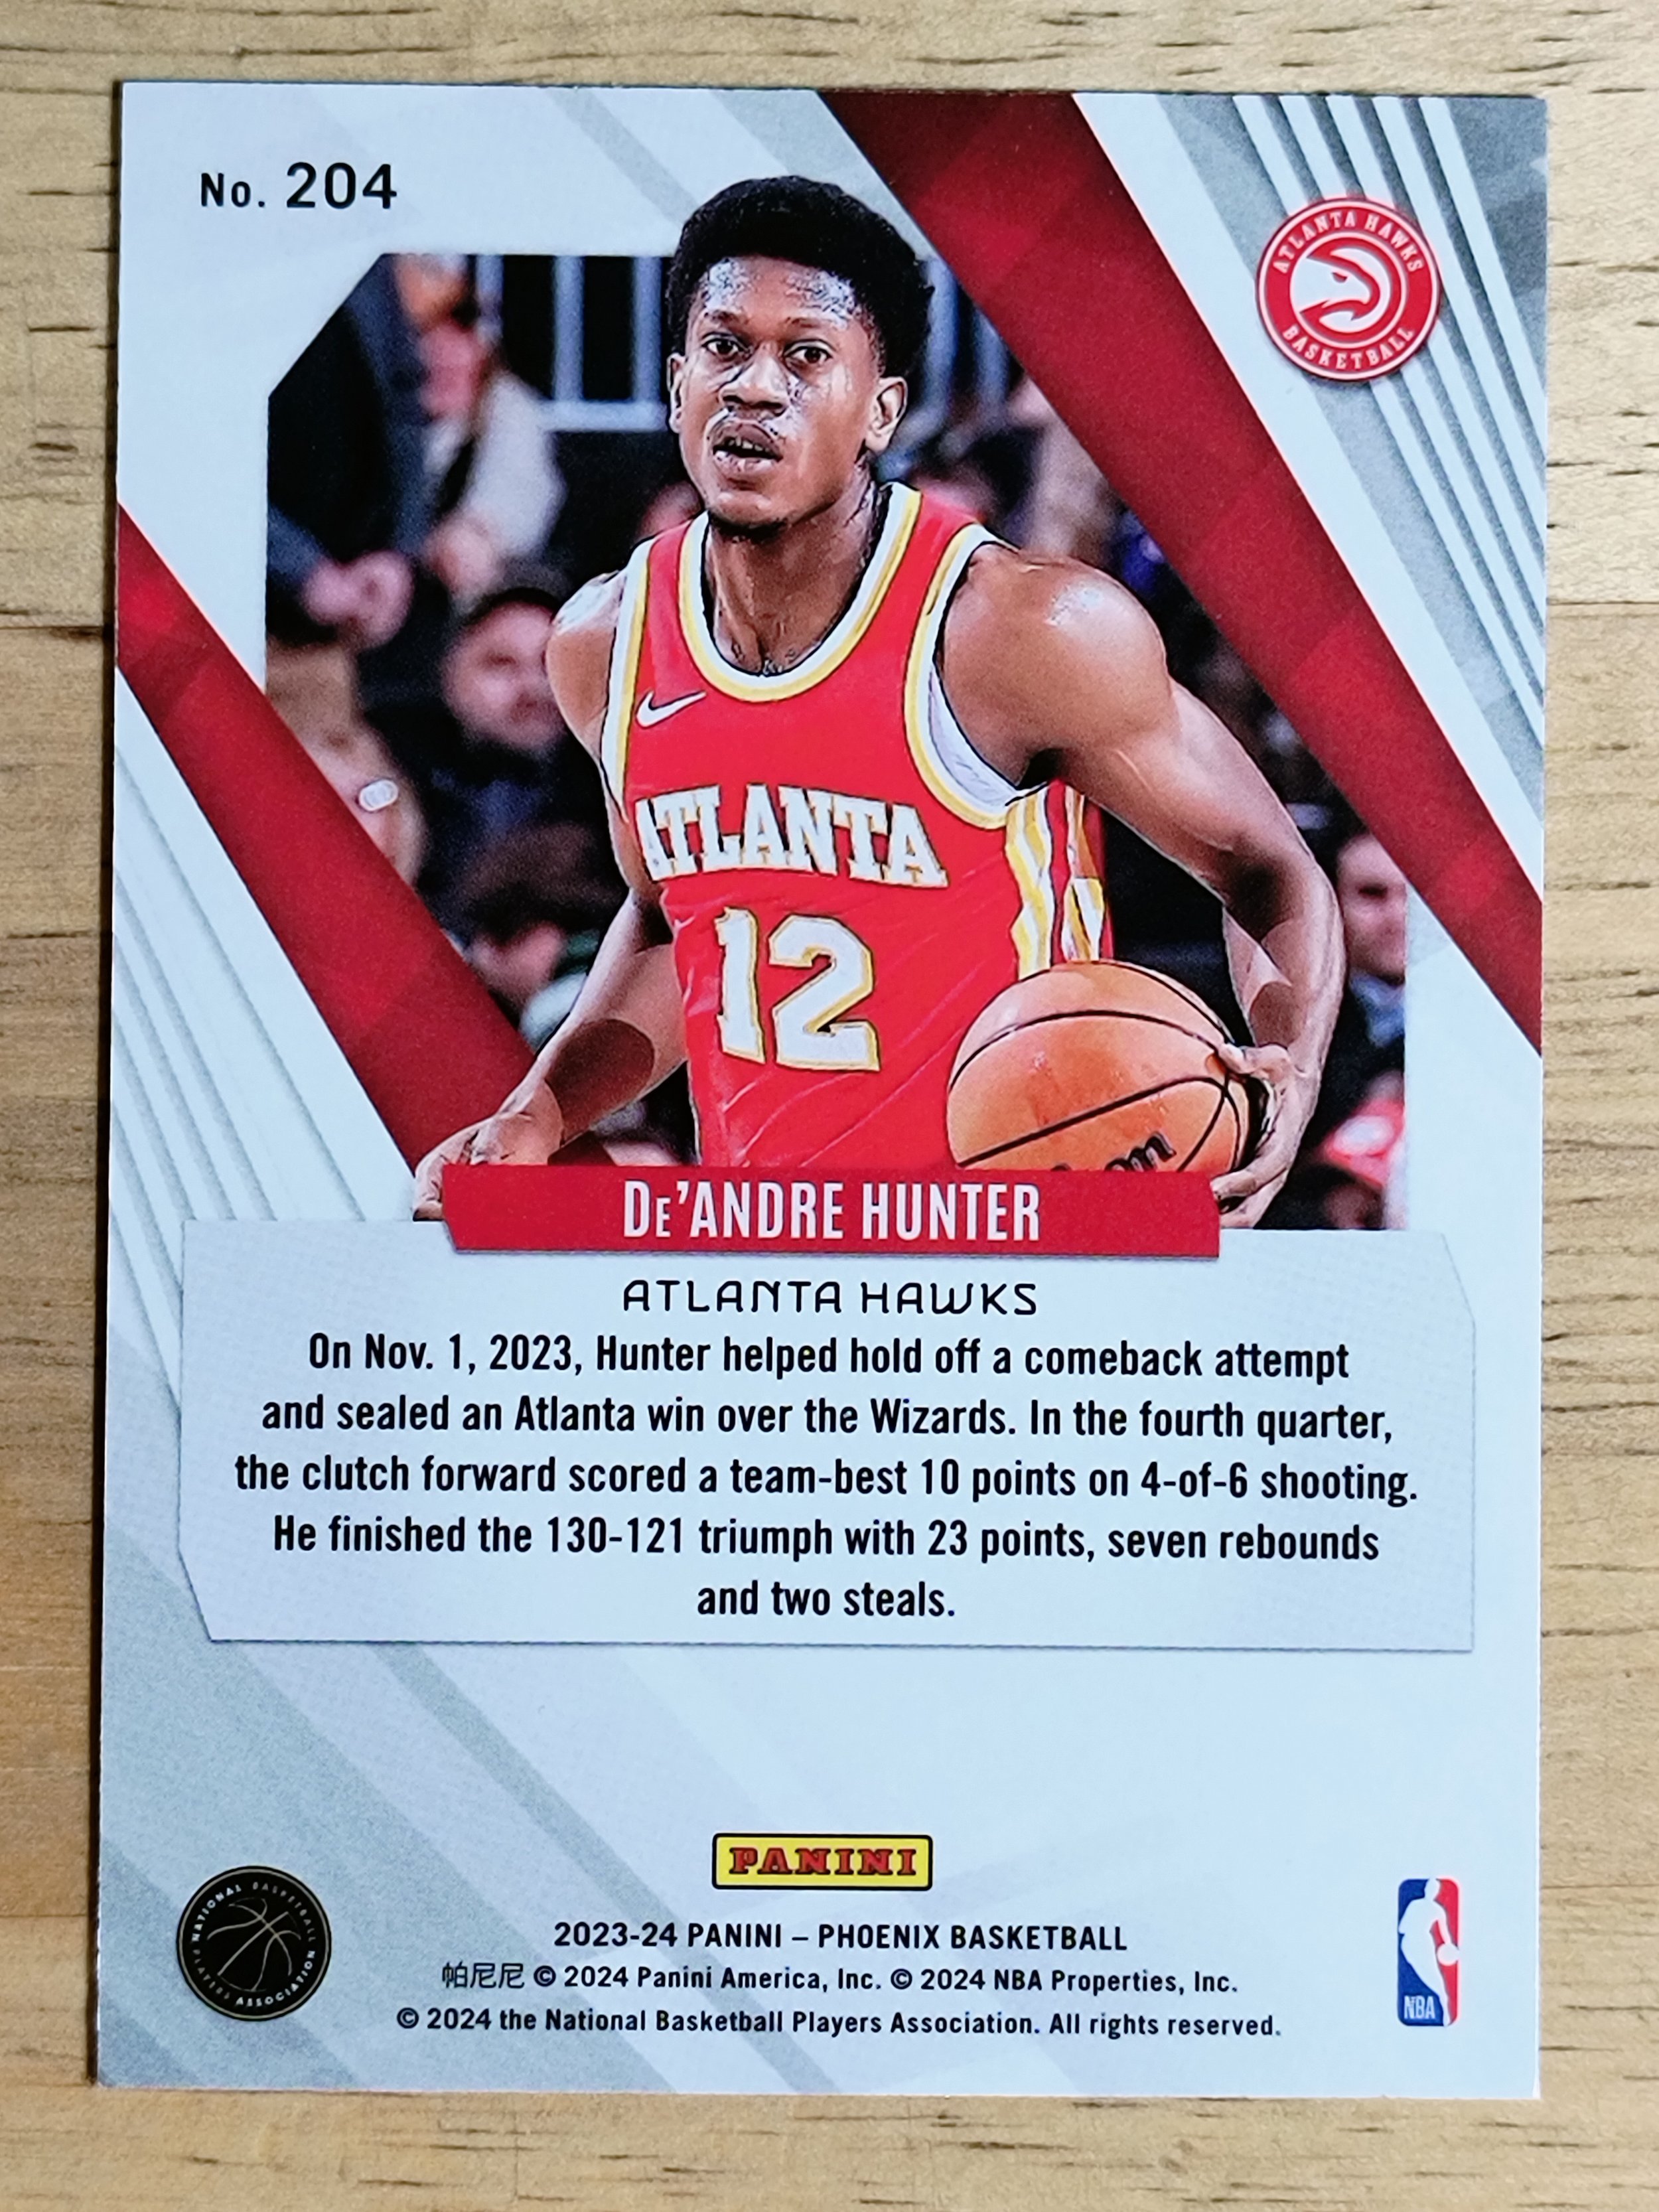 No. 204
ATLANTA HAWKS
BASKETBALL
ATLANTA
12
De'ANDRE HUNTER
ATLANTA HAWKS
On Nov. 1, 2023, Hunter helped hold off a comeback attempt
and sealed an Atlanta win over the Wizards. In the fourth quarter,
the clutch forward scored a team-best 10 points on 4-of-6 shooting.
He finished the 130-121 triumph with 23 points, seven rebounds
and two steals.
PANINI
NATIONAL BASKETBALL
PLAYERS ASSOCIATION
2023-24 PANINI – PHOENIX BASKETBALL
帕尼尼 © 2024 Panini America, Inc. © 2024 NBA Properties, Inc.
© 2024 the National Basketball Players Association. All rights reserved.
NBA